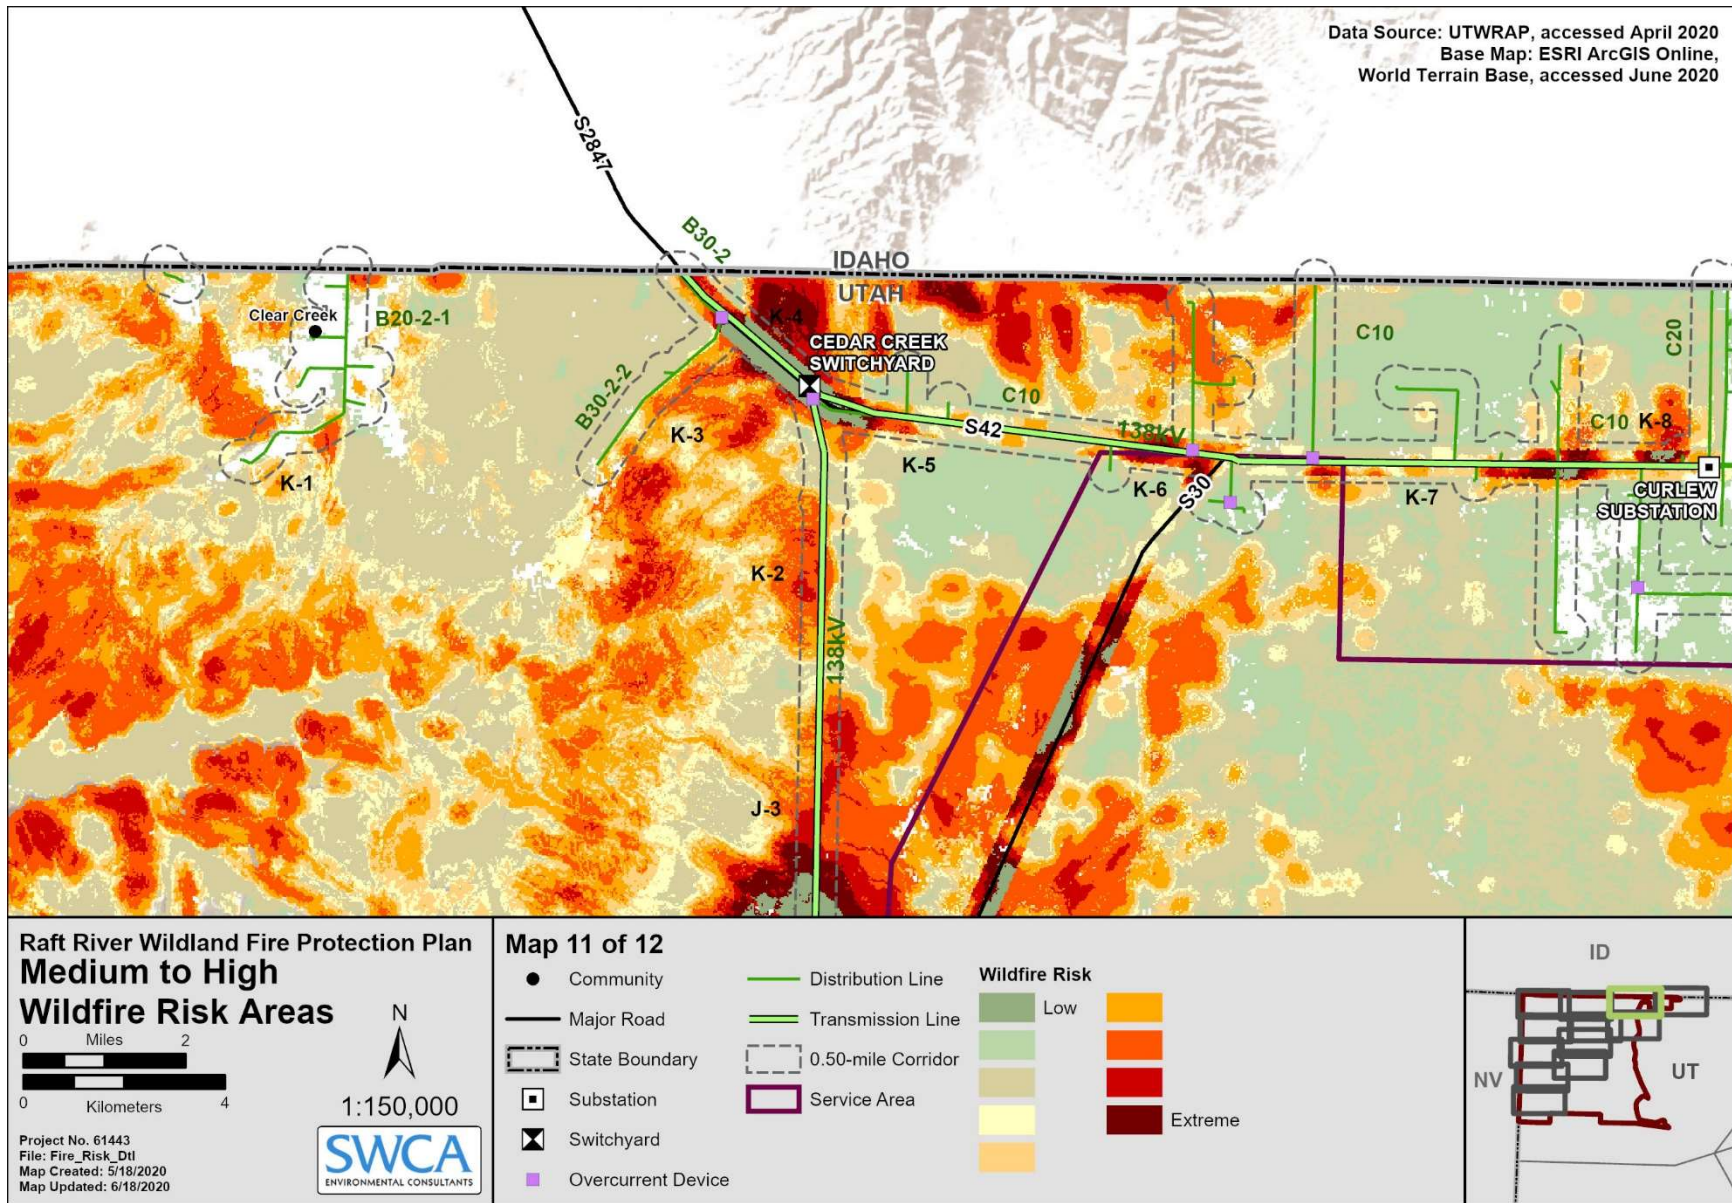 Data Source: UTWRAP, accessed April 2020
Base Map: ESRI ArcGIS Online,
World Terrain Base, accessed June 2020
S2847
B30-2
IDAHO
UTAH
Clear Creek
B20-2-1
K-4
CEDAR CREEK
SWITCHYARD
C10
C20
B30-2-2
C10
K-3
S42
138kV
C10
K-8
K-1
K-5
K-6
S30
K-7
CURLEW
SUBSTATION
K-2
138kV
J-3
Raft River Wildland Fire Protection Plan
Medium to High
Wildfire Risk Areas
0 Miles 2
0 Kilometers 4
N
1:150,000
Project No. 61443
File: Fire_Risk_Dtl
Map Created: 5/18/2020
Map Updated: 6/18/2020
SWCA
ENVIRONMENTAL CONSULTANTS
Map 11 of 12
Community
Major Road
State Boundary
Substation
Switchyard
Overcurrent Device
Distribution Line
Transmission Line
0.50-mile Corridor
Service Area
Wildfire Risk
Low
Extreme
ID
NV
UT